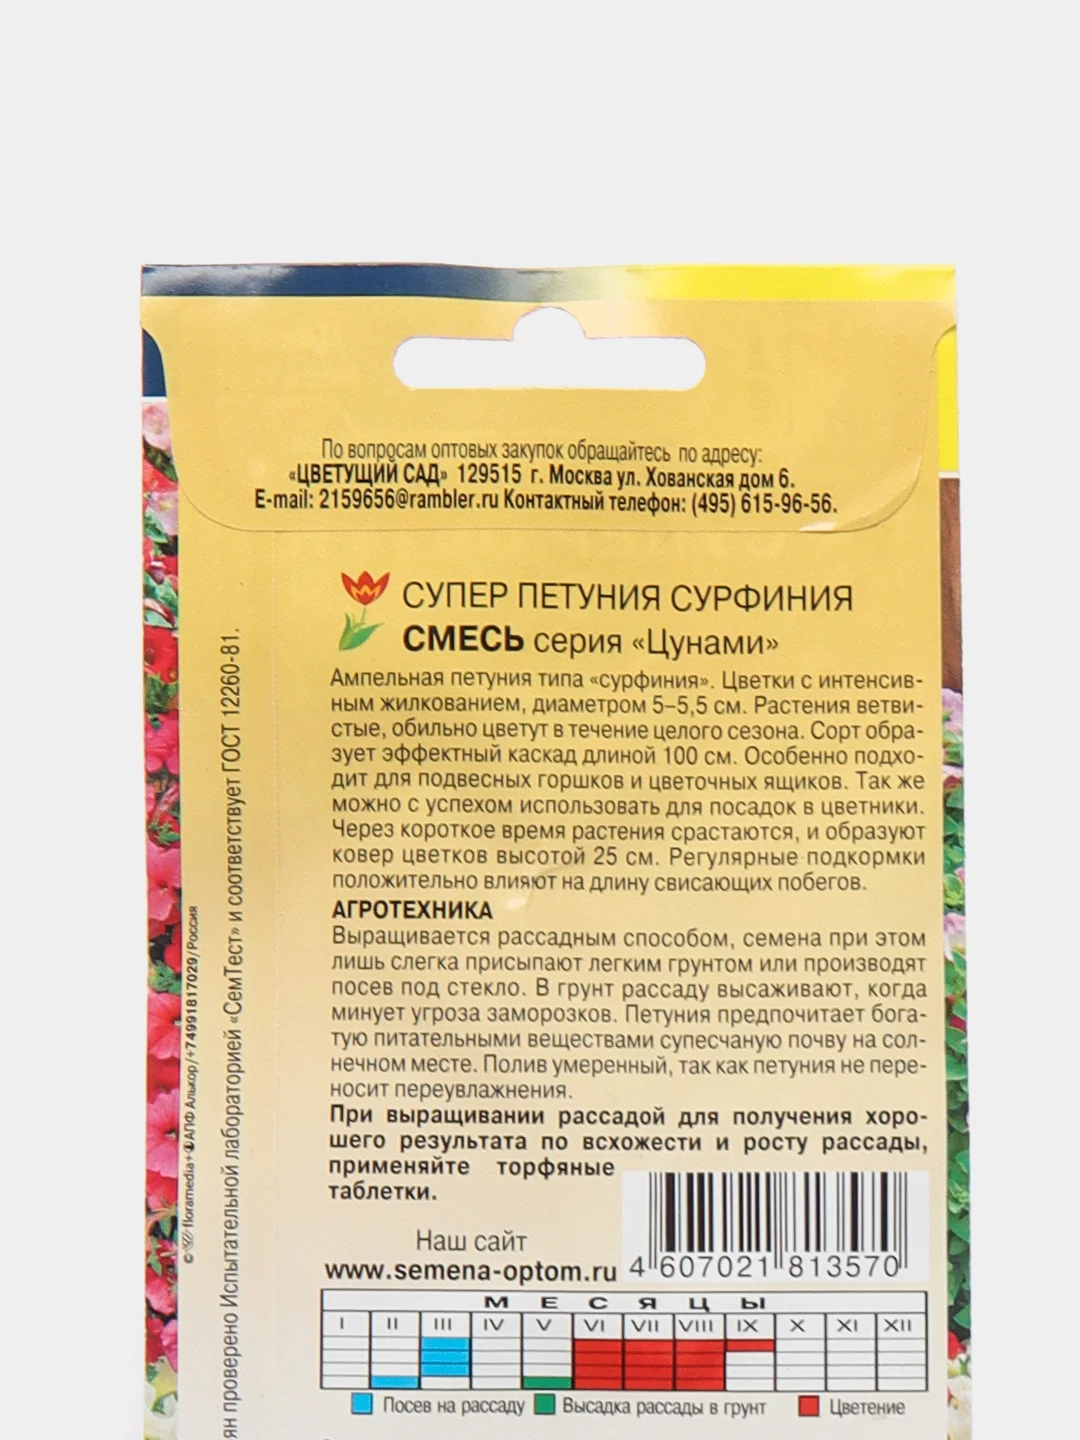 По вопросам оптовых закупок обращайтесь по адресу:
«ЦВЕТУЩИЙ САД» 129515 г. Москва ул. Хованская дом 6.
E-mail: 2159656@rambler.ru Контактный телефон: (495) 615-96-56.
СУПЕР ПЕТУНИЯ СУРФИНИЯ
СМЕСЬ серия «Цунами»
Ампельная петуния типа «сурфиния». Цветки с интенсив-
ным жилкованием, диаметром 5–5,5 см. Растения ветви-
стые, обильно цветут в течение целого сезона. Сорт обра-
зует эффектный каскад длиной 100 см. Особенно подхо-
дит для подвесных горшков и цветочных ящиков. Так же
можно с успехом использовать для посадок в цветники.
Через короткое время растения срастаются, и образуют
ковер цветков высотой 25 см. Регулярные подкормки
положительно влияют на длину свисающих побегов.
АГРОТЕХНИКА
Выращивается рассадным способом, семена при этом
лишь слегка присыпают легким грунтом или производят
посев под стекло. В грунт рассаду высаживают, когда
минует угроза заморозков. Петуния предпочитает бога-
тую питательными веществами супесчаную почву на сол-
нечном месте. Полив умеренный, так как петуния не пере-
носит переувлажнения.
При выращивании рассадой для получения хоро-
шего результата по всхожести и росту рассады,
применяйте торфяные
таблетки.
Наш сайт
www.semena-optom.ru
4 607021 813570
МЕСЯЦЫ
I II III IV V VI VII VIII IX X XI XII
Посев на рассаду Высадка рассады в грунт Цветение
ян проверено Испытательной лабораторией «СемТест» и соответствует ГОСТ 12260-81.
© floramedia+ АПФ Алькор/+74991817029/Россия